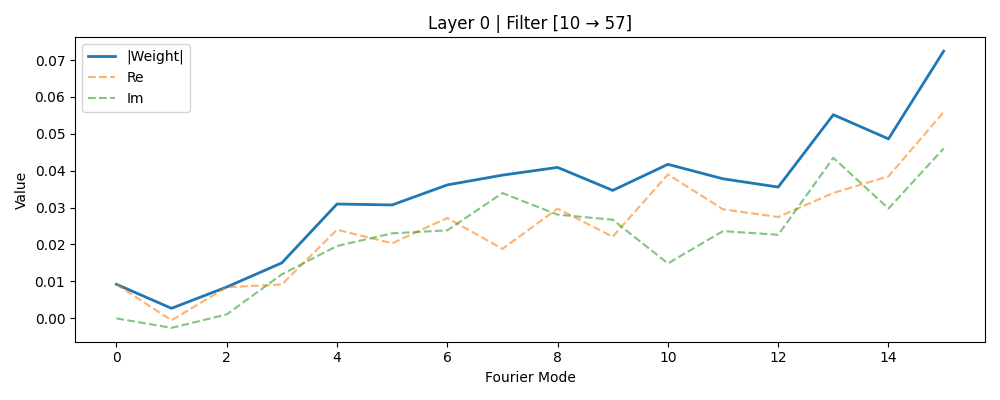 Layer 0 | Filter [10 → 57]
|Weight|
Re
Im
Value
0.07
0.06
0.05
0.04
0.03
0.02
0.01
0.00
0 2 4 6 8 10 12 14
Fourier Mode